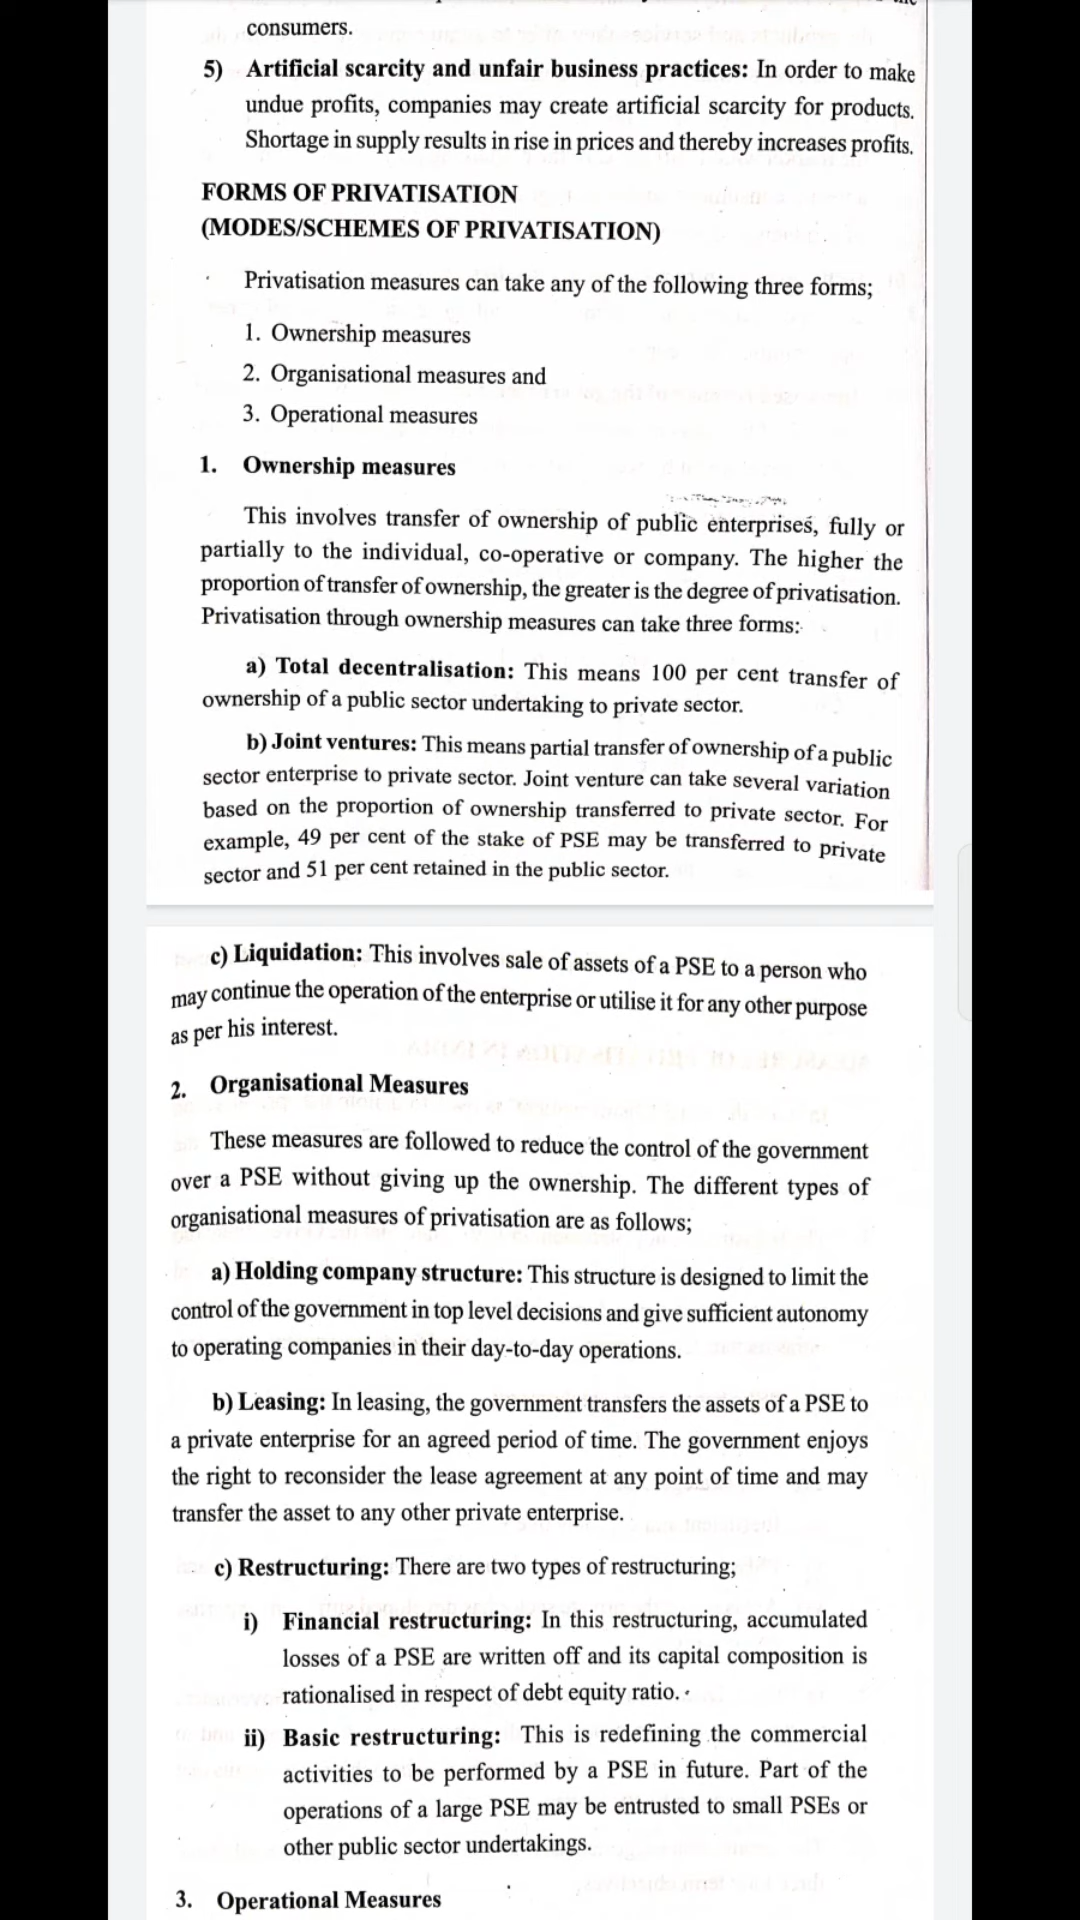 consumers.
5) Artificial scarcity and unfair business practices: In order to make
undue profits, companies may create artificial scarcity for products.
Shortage in supply results in rise in prices and thereby increases profits.
FORMS OF PRIVATISATION
(MODES/SCHEMES OF PRIVATISATION)
Privatisation measures can take any of the following three forms;
1. Ownership measures
2. Organisational measures and
3. Operational measures
1. Ownership measures
This involves transfer of ownership of public enterprises, fully or
partially to the individual, co-operative or company. The higher the
proportion of transfer of ownership, the greater is the degree of privatisation.
Privatisation through ownership measures can take three forms:
a) Total decentralisation: This means 100 per cent transfer of
ownership of a public sector undertaking to private sector.
b) Joint ventures: This means partial transfer of ownership of a public
sector enterprise to private sector. Joint venture can take several variation
based on the proportion of ownership transferred to private sector. For
example, 49 per cent of the stake of PSE may be transferred to private
sector and 51 per cent retained in the public sector.
c) Liquidation: This involves sale of assets of a PSE to a person who
may continue the operation of the enterprise or utilise it for any other purpose
as per his interest.
2. Organisational Measures
These measures are followed to reduce the control of the government
over a PSE without giving up the ownership. The different types of
organisational measures of privatisation are as follows;
a) Holding company structure: This structure is designed to limit the
control of the government in top level decisions and give sufficient autonomy
to operating companies in their day-to-day operations.
b) Leasing: In leasing, the government transfers the assets of a PSE to
a private enterprise for an agreed period of time. The government enjoys
the right to reconsider the lease agreement at any point of time and may
transfer the asset to any other private enterprise.
c) Restructuring: There are two types of restructuring;
i) Financial restructuring: In this restructuring, accumulated
losses of a PSE are written off and its capital composition is
rationalised in respect of debt equity ratio.
ii) Basic restructuring: This is redefining the commercial
activities to be performed by a PSE in future. Part of the
operations of a large PSE may be entrusted to small PSEs or
other public sector undertakings.
3. Operational Measures